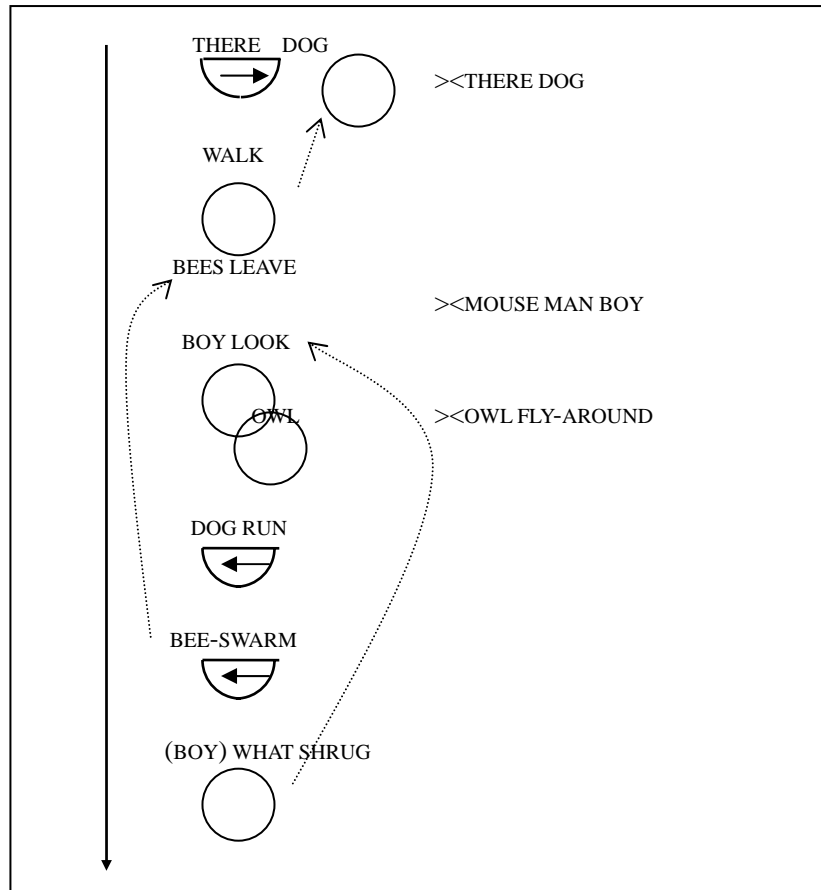 THERE DOG
><THERE DOG
WALK
BEES LEAVE
><MOUSE MAN BOY
BOY LOOK
OWL
><OWL FLY-AROUND
DOG RUN
BEE-SWARM
(BOY) WHAT SHRUG